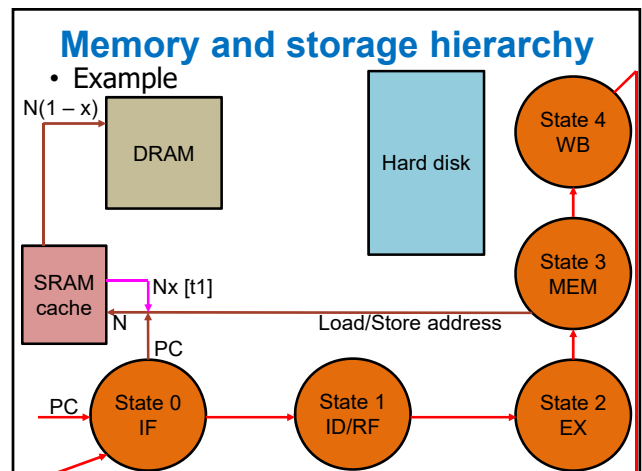 Memory and storage hierarchy
• Example
N(1 – x)
DRAM
Hard disk
State 4
WB
SRAM
cache
Nx [t1]
State 3
MEM
N
Load/Store address
PC
PC
State 0
IF
State 1
ID/RF
State 2
EX